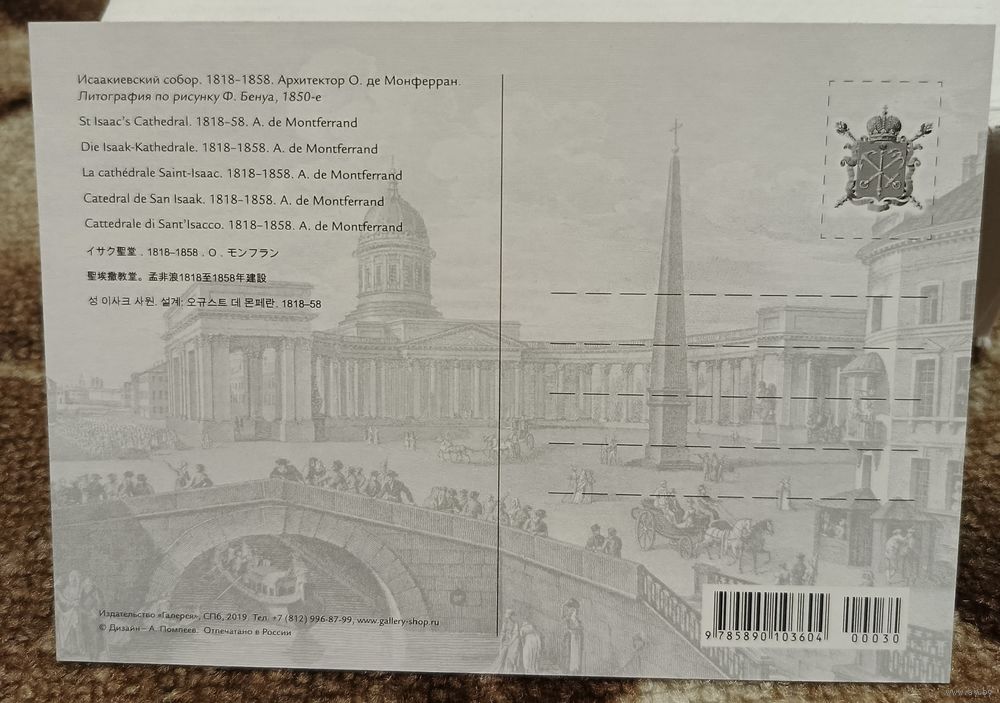 Исаакиевский собор. 1818–1858. Архитектор О. де Монферран.
Литография по рисунку Ф. Бенуа, 1850-е
St Isaac's Cathedral. 1818–58. A. de Montferrand
Die Isaak-Kathedrale. 1818–1858. A. de Montferrand
La cathédrale Saint-Isaac. 1818–1858. A. de Montferrand
Catedral de San Isaak. 1818–1858. A. de Montferrand
Cattedrale di Sant'Isacco. 1818–1858. A. de Montferrand
イサク聖堂 . 1818–1858 . O . モンフラン
聖埃撒教堂。孟非浪1818至1858年建設
성 이사크 사원. 설계: 오규스트 데 몬페란. 1818–58
Издательство «Галерея», СПб, 2019. Тел. +7 (812) 996-87-99, www.gallery-shop.ru
© Дизайн – А. Помпеев. Отпечатано в России
9 785890 103604
00030